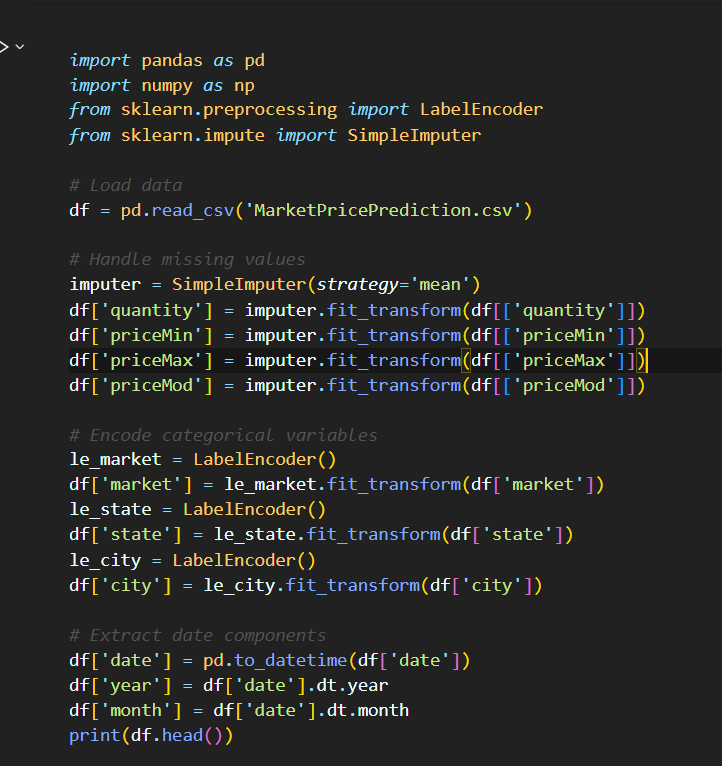 import pandas as pd
import numpy as np
from sklearn.preprocessing import LabelEncoder
from sklearn.impute import SimpleImputer
# Load data
df = pd.read_csv('MarketPricePrediction.csv')
# Handle missing values
imputer = SimpleImputer(strategy='mean')
df['quantity'] = imputer.fit_transform(df[['quantity']])
df['priceMin'] = imputer.fit_transform(df[['priceMin']])
df['priceMax'] = imputer.fit_transform(df[['priceMax']])
df['priceMod'] = imputer.fit_transform(df[['priceMod']])
# Encode categorical variables
le_market = LabelEncoder()
df['market'] = le_market.fit_transform(df['market'])
le_state = LabelEncoder()
df['state'] = le_state.fit_transform(df['state'])
le_city = LabelEncoder()
df['city'] = le_city.fit_transform(df['city'])
# Extract date components
df['date'] = pd.to_datetime(df['date'])
df['year'] = df['date'].dt.year
df['month'] = df['date'].dt.month
print(df.head())